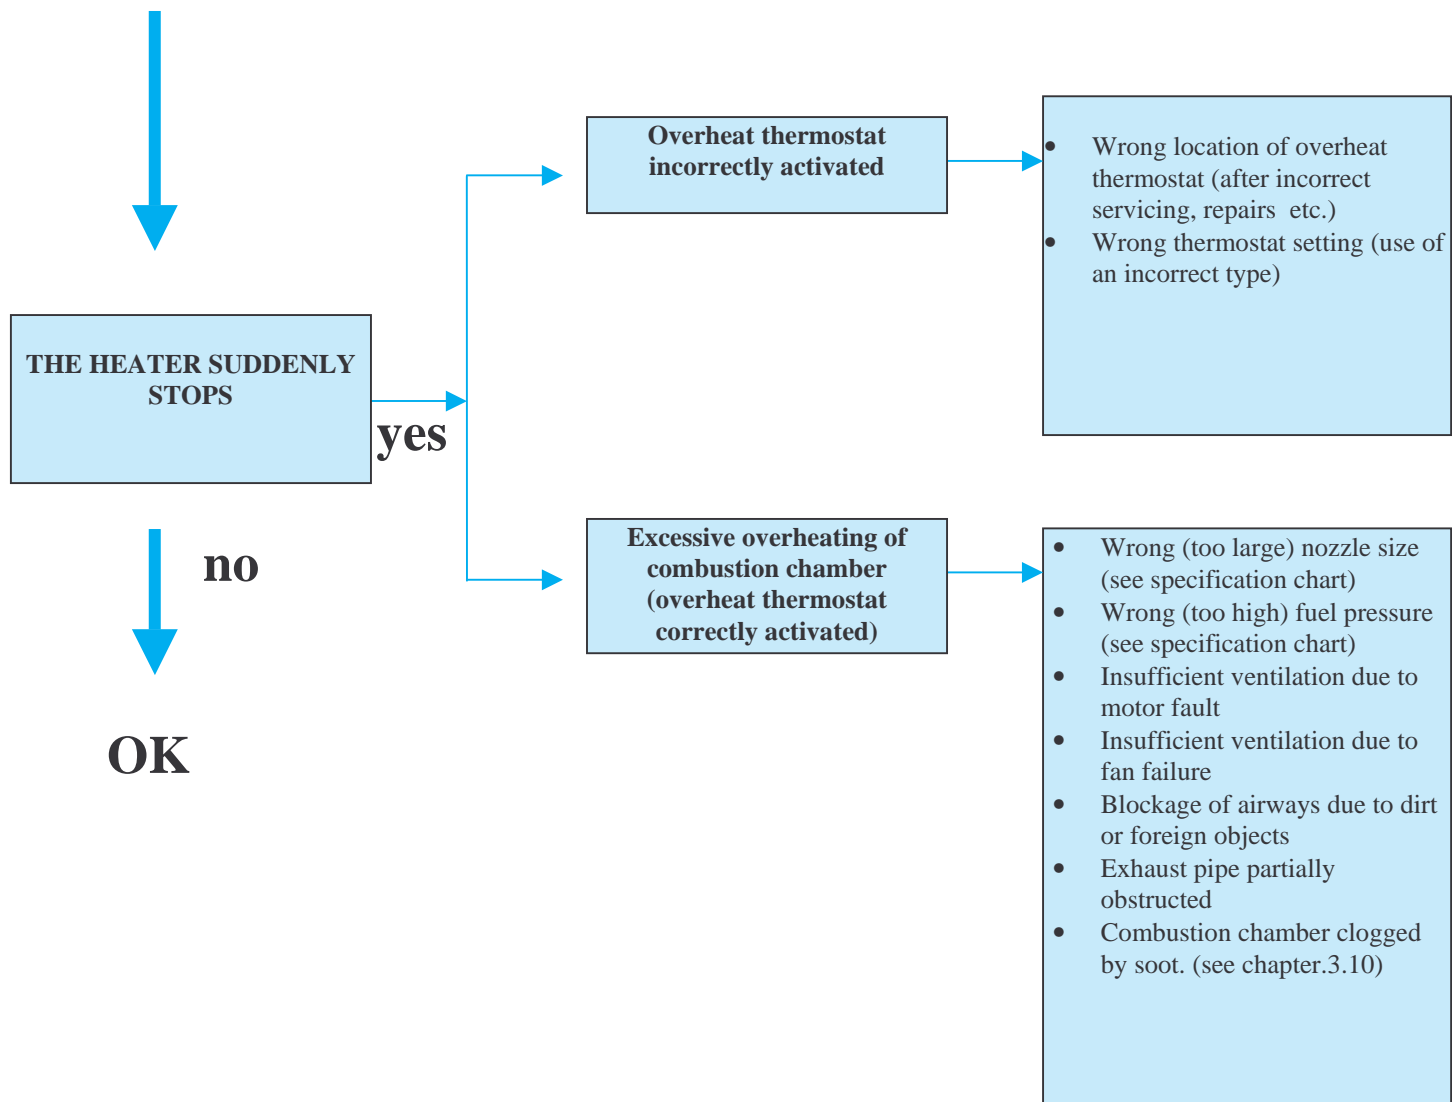 THE HEATER SUDDENLY
STOPS
yes
no
OK
Overheat thermostat
incorrectly activated
• Wrong location of overheat
thermostat (after incorrect
servicing, repairs  etc.)
• Wrong thermostat setting (use of
an incorrect type)
Excessive overheating of
combustion chamber
(overheat thermostat
correctly activated)
• Wrong (too large) nozzle size
(see specification chart)
• Wrong (too high) fuel pressure
(see specification chart)
• Insufficient ventilation due to
motor fault
• Insufficient ventilation due to
fan failure
• Blockage of airways due to dirt
or foreign objects
• Exhaust pipe partially
obstructed
• Combustion chamber clogged
by soot. (see chapter.3.10)